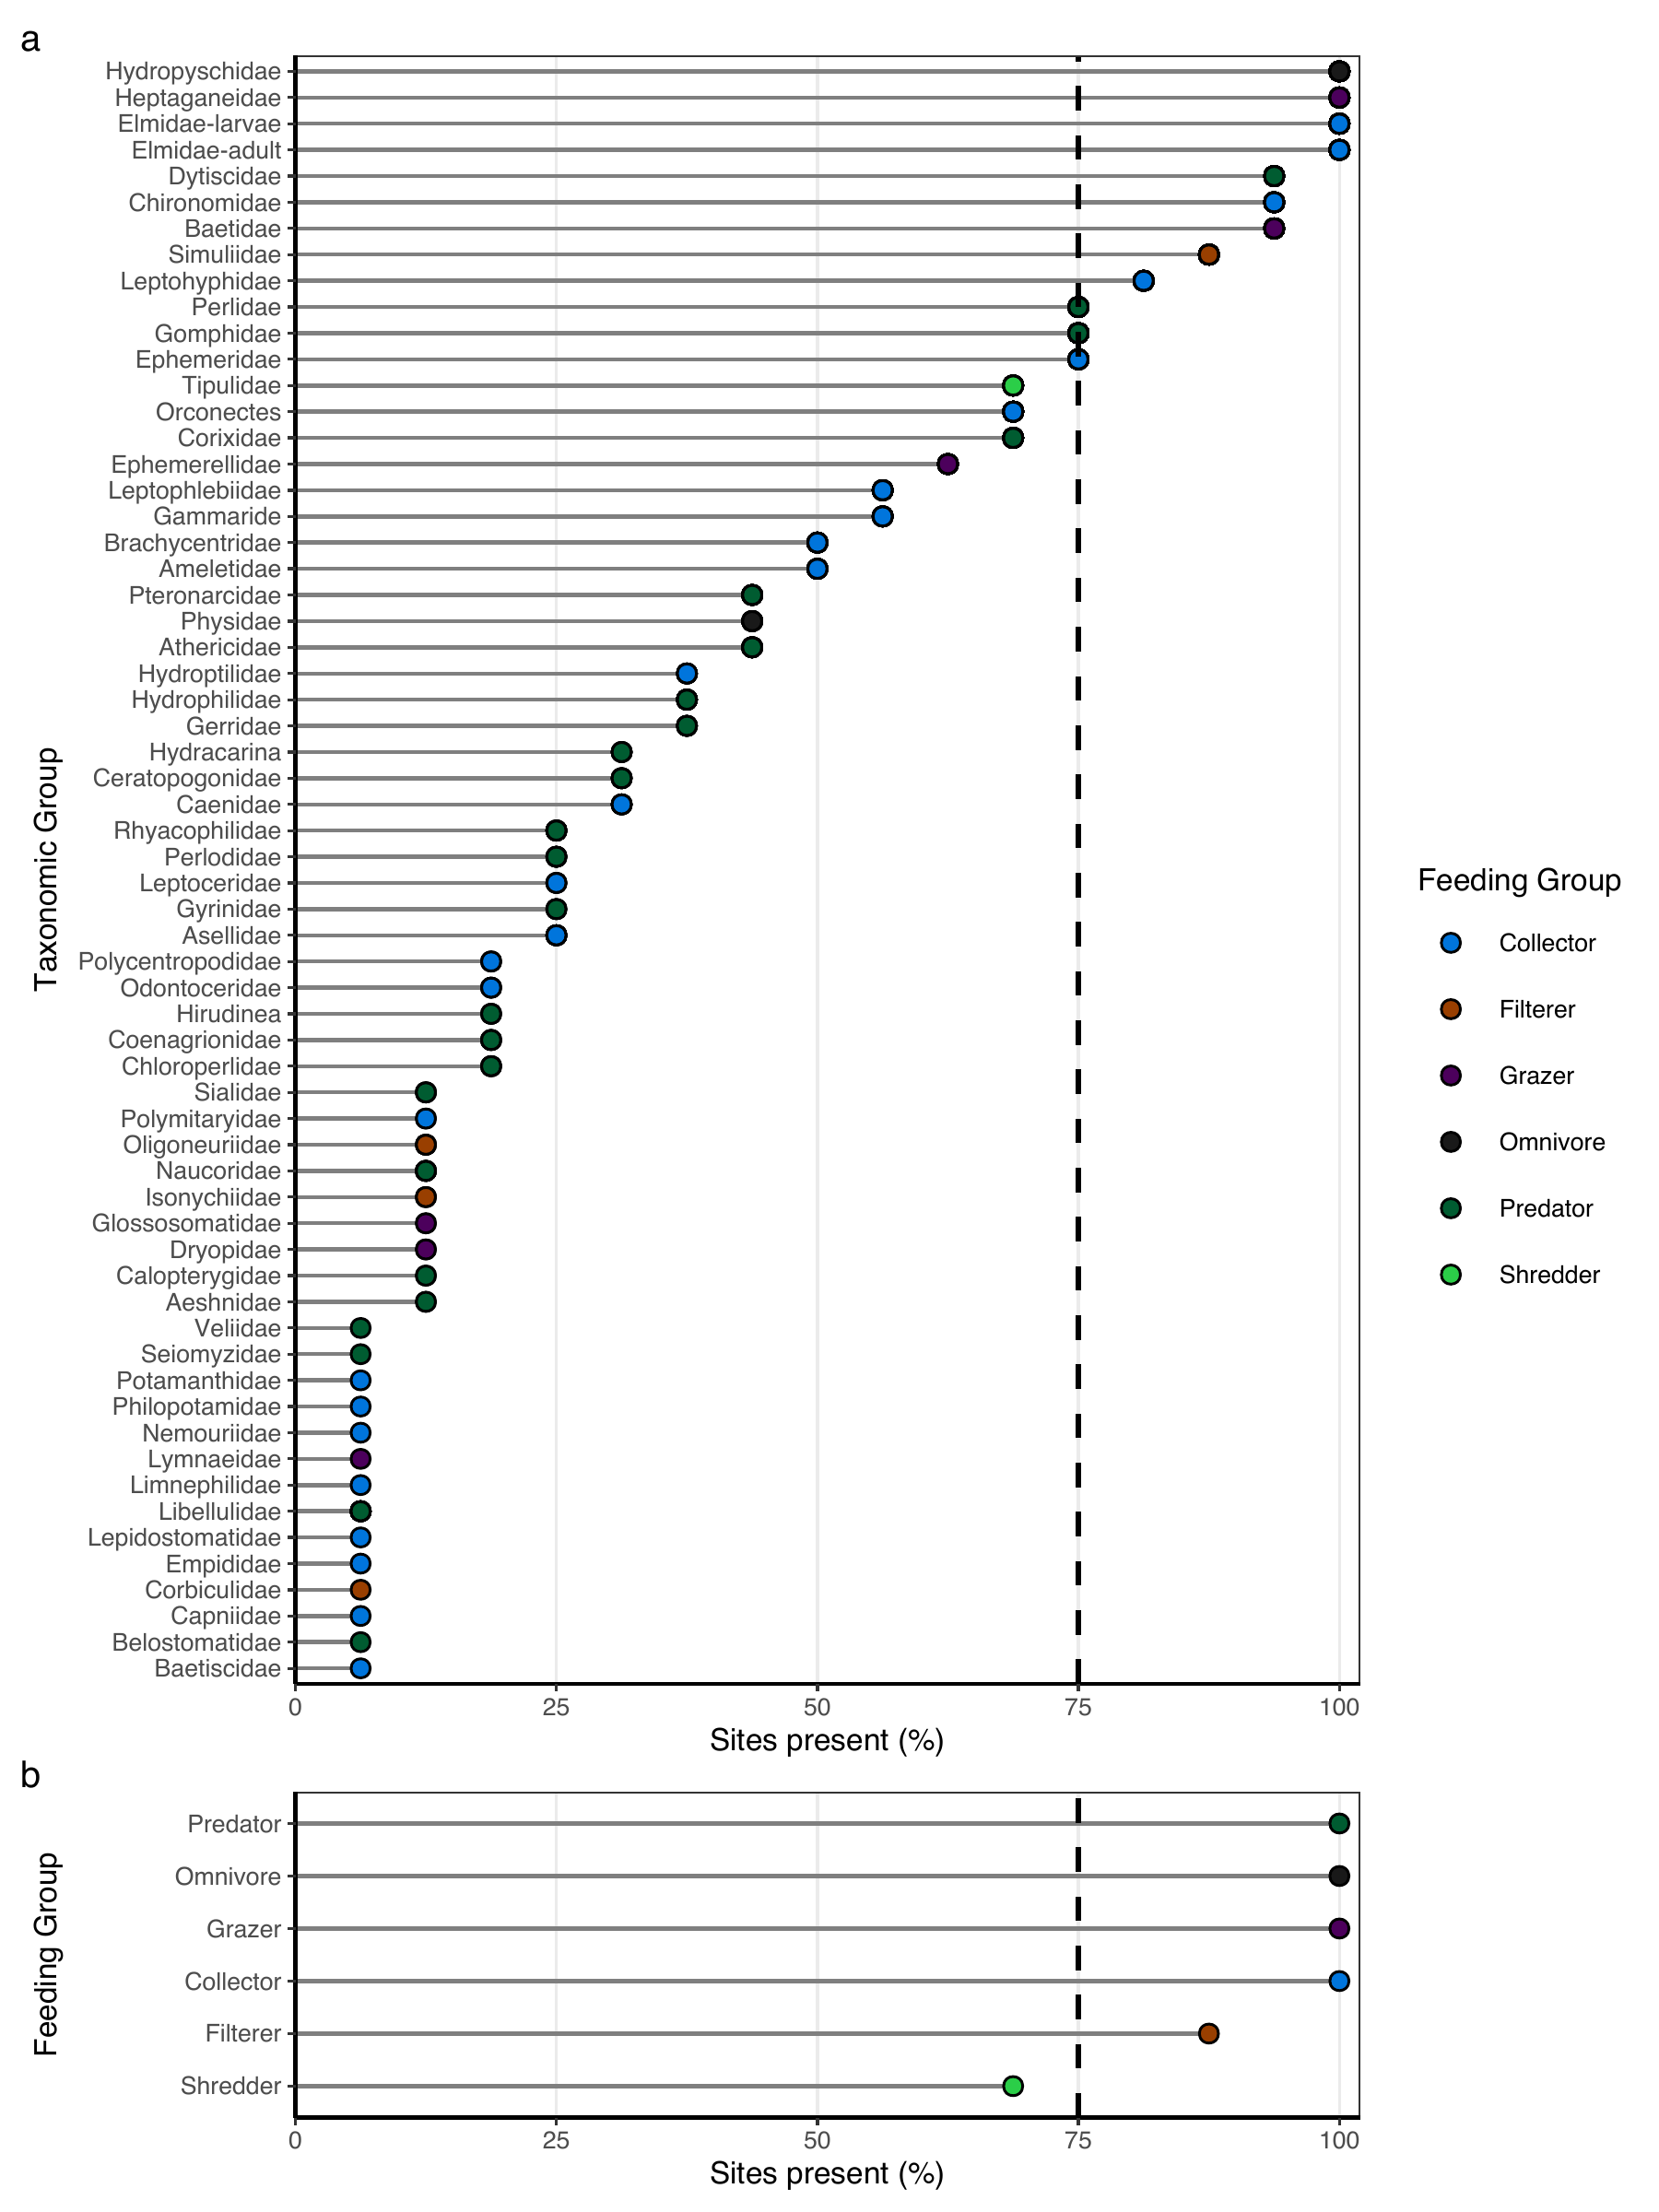 a
Hydropyschidae
Heptaganeidae
Elmidae-larvae
Elmidae-adult
Dytiscidae
Chironomidae
Baetidae
Simuliidae
Leptohyphidae
Perlidae
Gomphidae
Ephemeridae
Tipulidae
Orconectes
Corixidae
Ephemerellidae
Leptophlebiidae
Gammaride
Brachycentridae
Ameletidae
Pteronarcidae
Physidae
Athericidae
Hydroptilidae
Hydrophilidae
Gerridae
Hydracarina
Ceratopogonidae
Caenidae
Rhyacophilidae
Perlodidae
Leptoceridae
Gyrinidae
Asellidae
Polycentropodidae
Odontoceridae
Hirudinea
Coenagrionidae
Chloroperlidae
Sialidae
Polymitaryidae
Oligoneuriidae
Naucoridae
Isonychiidae
Glossosomatidae
Dryopidae
Calopterygidae
Aeshnidae
Veliidae
Seiomyzidae
Potamanthidae
Philopotamidae
Nemouriidae
Lymnaeidae
Limnephilidae
Libellulidae
Lepidostomatidae
Empididae
Corbiculidae
Capniidae
Belostomatidae
Baetiscidae
Taxonomic Group
0 25 50 75 100
Sites present (%)
Feeding Group
Collector
Filterer
Grazer
Omnivore
Predator
Shredder
b
Predator
Omnivore
Grazer
Collector
Filterer
Shredder
Feeding Group
0 25 50 75 100
Sites present (%)